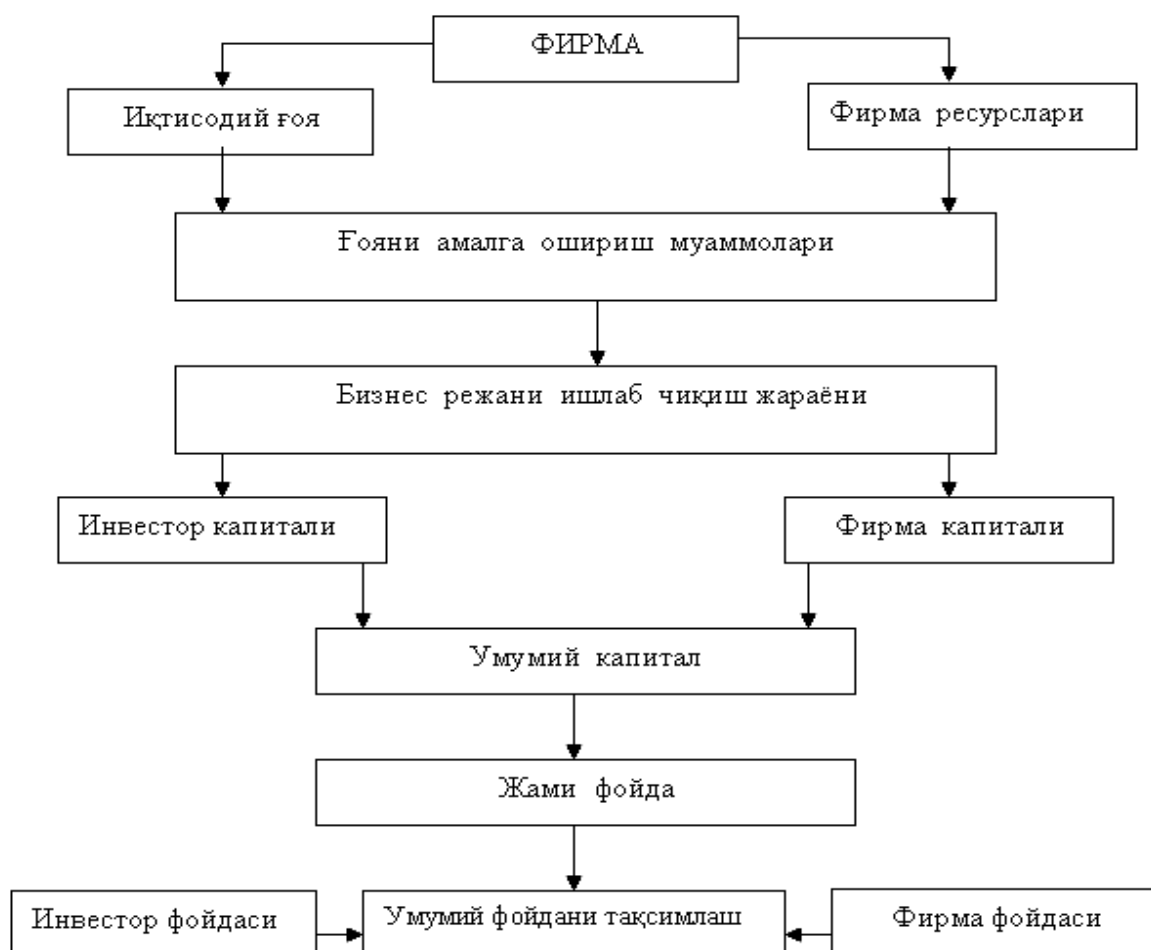 ФИРМА
Иқтисодий ғоя
Фирма ресурслари
Ғояни амалга ошириш муаммолари
Бизнес режани ишлаб чиқиш жараёни
Инвестор капитали
Фирма капитали
Умумий капитал
Жами фойда
Инвестор фойдаси
Умумий фойдани тақсимлаш
Фирма фойдаси